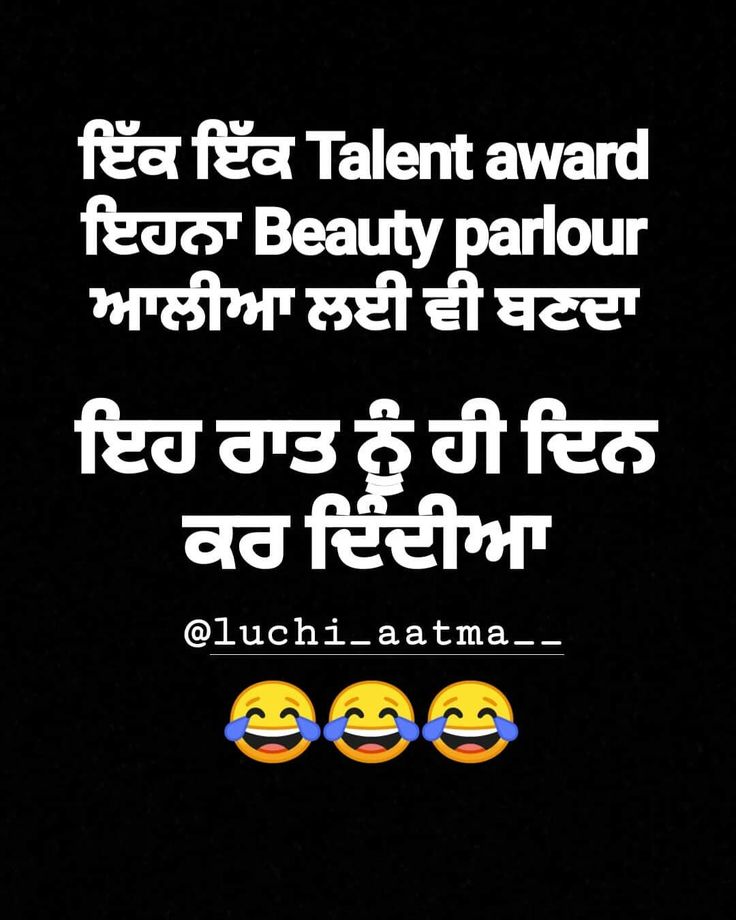 ਇੱਕ ਇੱਕ Talent award
ਇਹਨਾ Beauty parlour
ਆਲੀਆ ਲਈ ਵੀ ਬਣਦਾ
ਇਹ ਰਾਤ ਨੂੰ ਹੀ ਦਿਨ
ਕਰ ਦਿੰਦੀਆ
@luchi_aatma__
😂😂😂